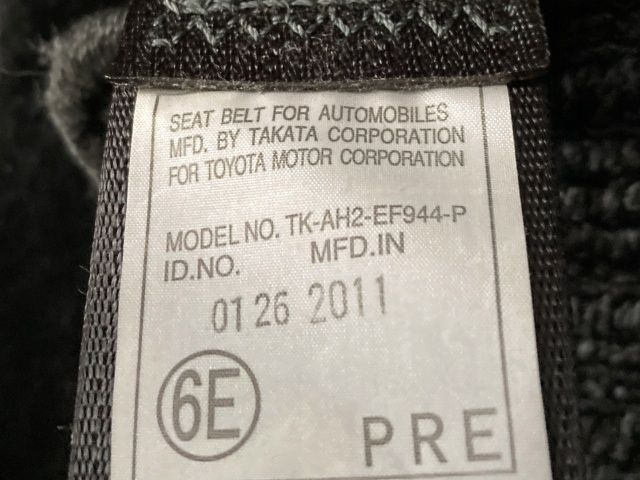 SEAT BELT FOR AUTOMOBILES
MFD. BY TAKATA CORPORATION
FOR TOYOTA MOTOR CORPORATION
MODEL NO. TK-AH2-EF944-P
ID.NO. MFD.IN
01 26 2011
6E
PRE